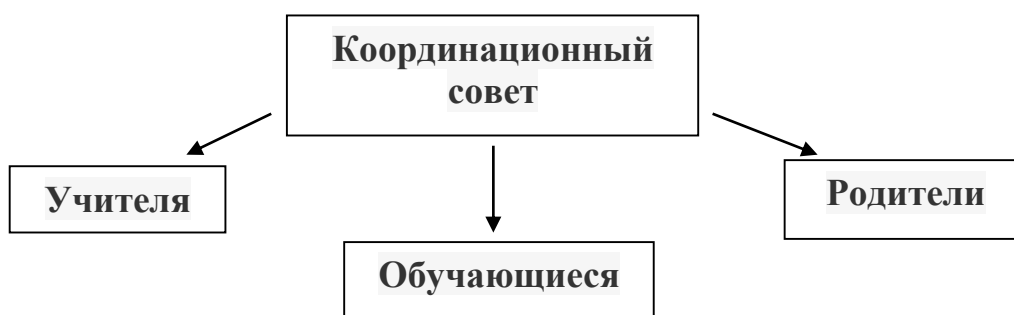 Координационный
совет
Учителя
Родители
Обучающиеся